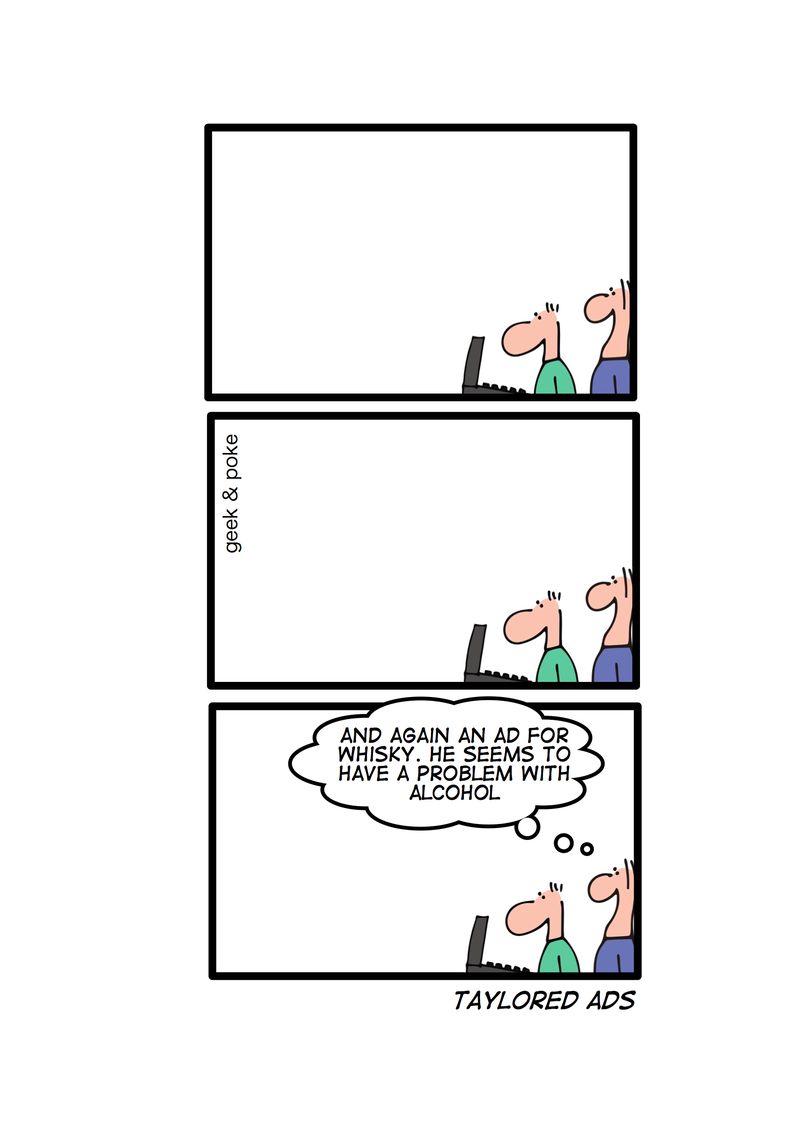 geek & poke
AND AGAIN AN AD FOR
WHISKY. HE SEEMS TO
HAVE A PROBLEM WITH
ALCOHOL
TAYLORED ADS